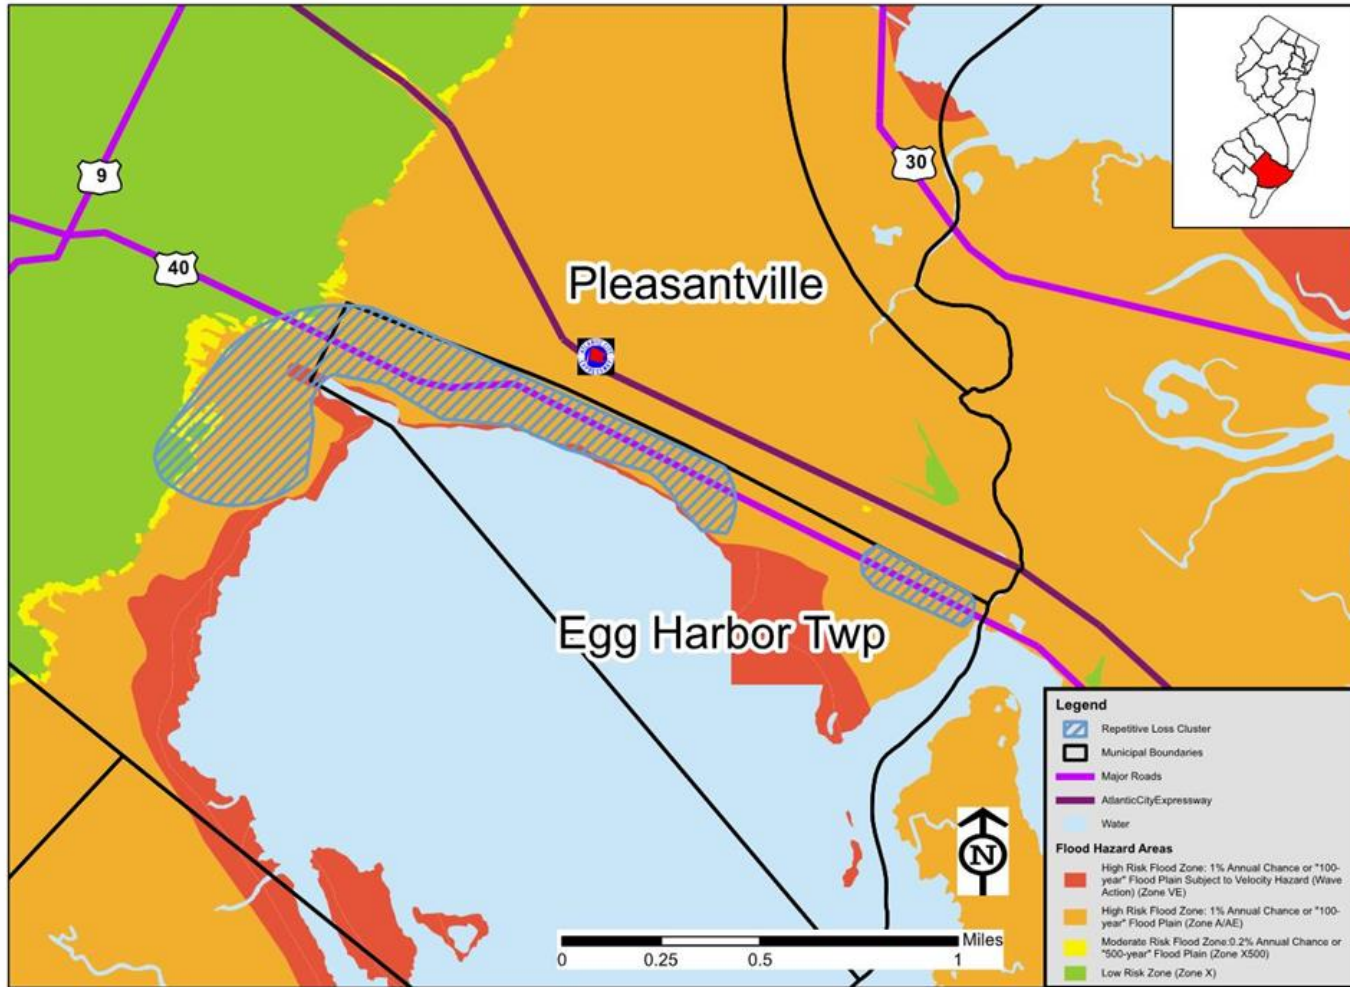 9
30
40
Pleasantville
Egg Harbor Twp
Legend
Repetitive Loss Cluster
Municipal Boundaries
Major Roads
AtlanticCityExpressway
Water
Flood Hazard Areas
High Risk Flood Zone: 1% Annual Chance or "100-
year" Flood Plain Subject to Velocity Hazard (Wave
Action) (Zone VE)
High Risk Flood Zone: 1% Annual Chance or "100-
year" Flood Plain (Zone A/AE)
Moderate Risk Flood Zone:0.2% Annual Chance or
"500-year" Flood Plain (Zone X500)
Low Risk Zone (Zone X)
N
Miles
0 0.25 0.5 1